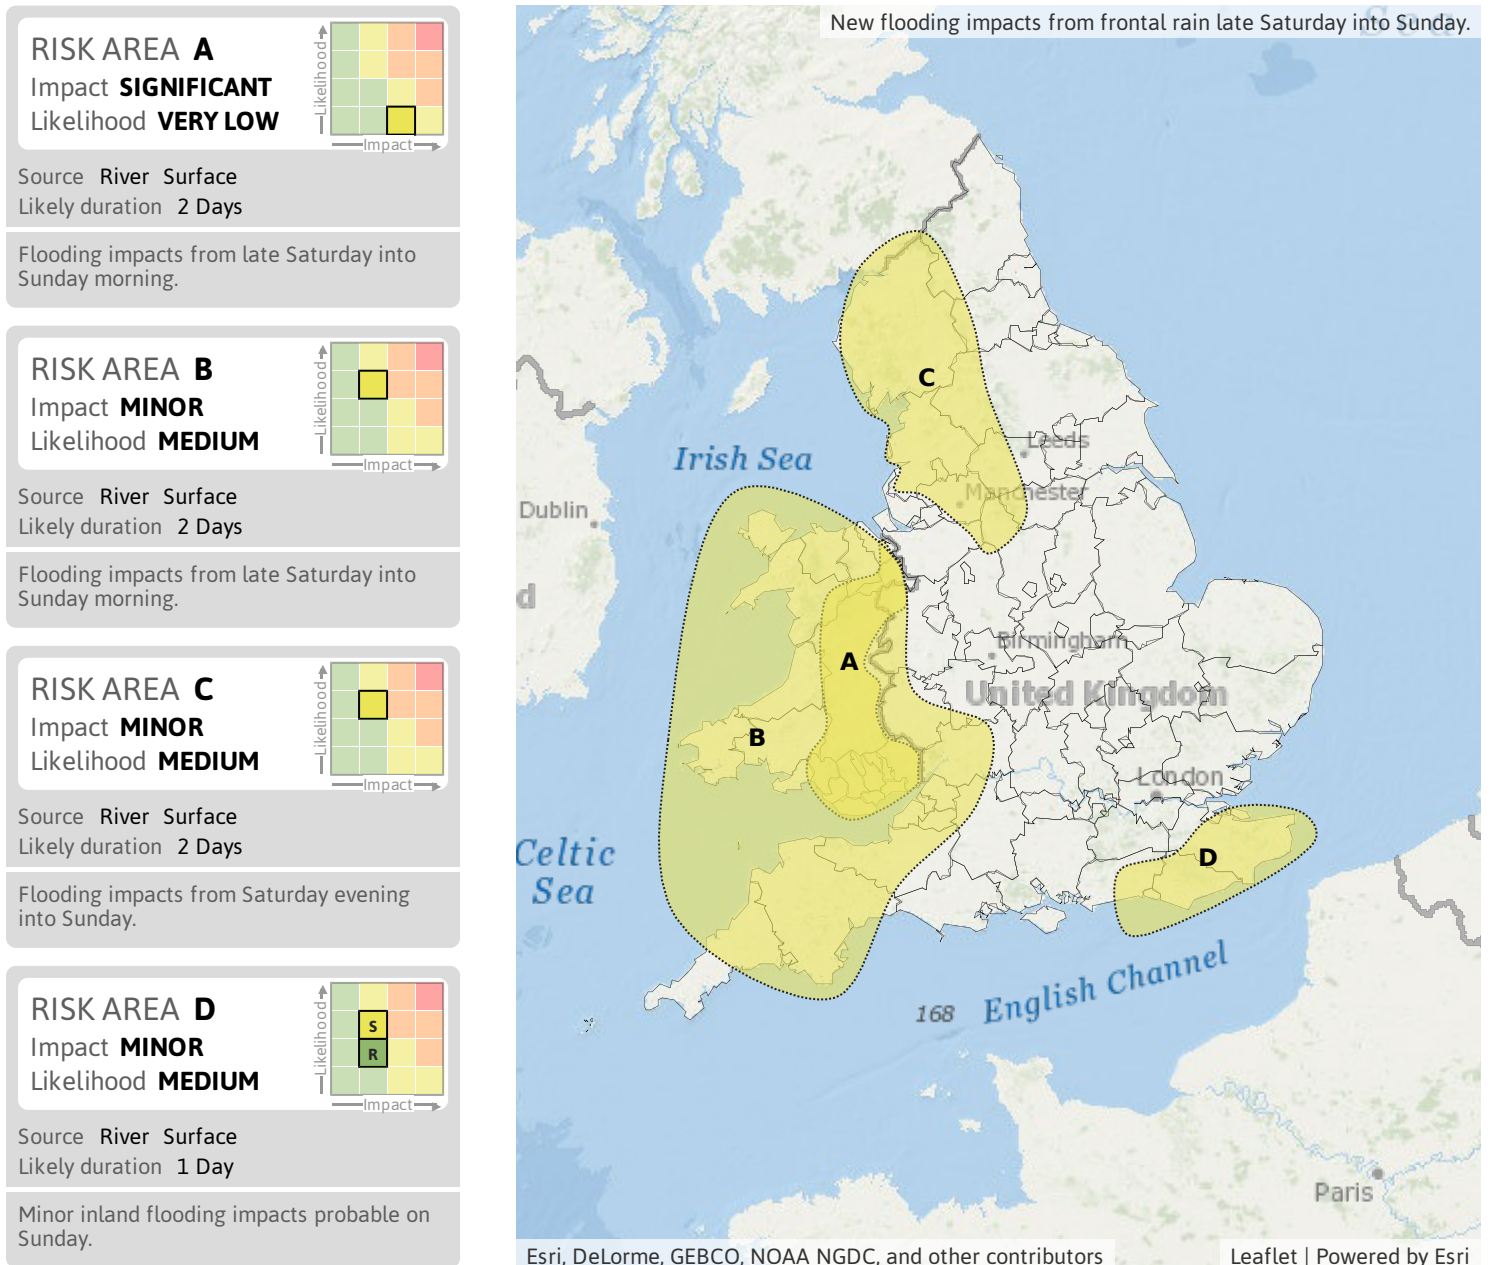 RISK AREA A
Impact SIGNIFICANT
Likelihood VERY LOW
Likelihood
Impact
Source River Surface
Likely duration 2 Days
Flooding impacts from late Saturday into
Sunday morning.
RISK AREA B
Impact MINOR
Likelihood MEDIUM
Likelihood
Impact
Source River Surface
Likely duration 2 Days
Flooding impacts from late Saturday into
Sunday morning.
RISK AREA C
Impact MINOR
Likelihood MEDIUM
Likelihood
Impact
Source River Surface
Likely duration 2 Days
Flooding impacts from Saturday evening
into Sunday.
RISK AREA D
Impact MINOR
Likelihood MEDIUM
Likelihood
S
R
Impact
Source River Surface
Likely duration 1 Day
Minor inland flooding impacts probable on
Sunday.
New flooding impacts from frontal rain late Saturday into Sunday.
Sea
C
Leeds
Irish Sea
Manchester
Dublin
d
Birmingham
A
United Kingdom
B
London
Celtic
Sea
D
English Channel
168
Paris
Esri, DeLorme, GEBCO, NOAA NGDC, and other contributors
Leaflet | Powered by Esri